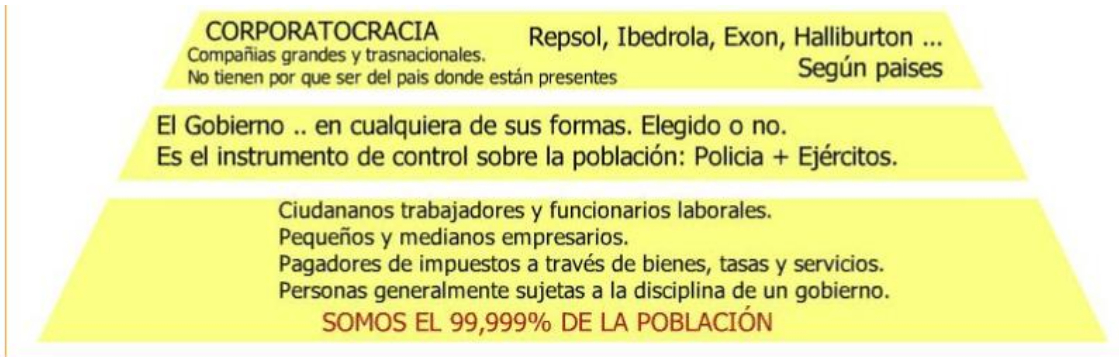 CORPORATOCRACIA
Compañias grandes y trasnacionales.
No tienen por que ser del pais donde están presentes
Repsol, Ibedrola, Exon, Halliburton ...
Según paises
El Gobierno .. en cualquiera de sus formas. Elegido o no.
Es el instrumento de control sobre la población: Policia + Ejércitos.
Ciudananos trabajadores y funcionarios laborales.
Pequeños y medianos empresarios.
Pagadores de impuestos a través de bienes, tasas y servicios.
Personas generalmente sujetas a la disciplina de un gobierno.
SOMOS EL 99,999% DE LA POBLACIÓN